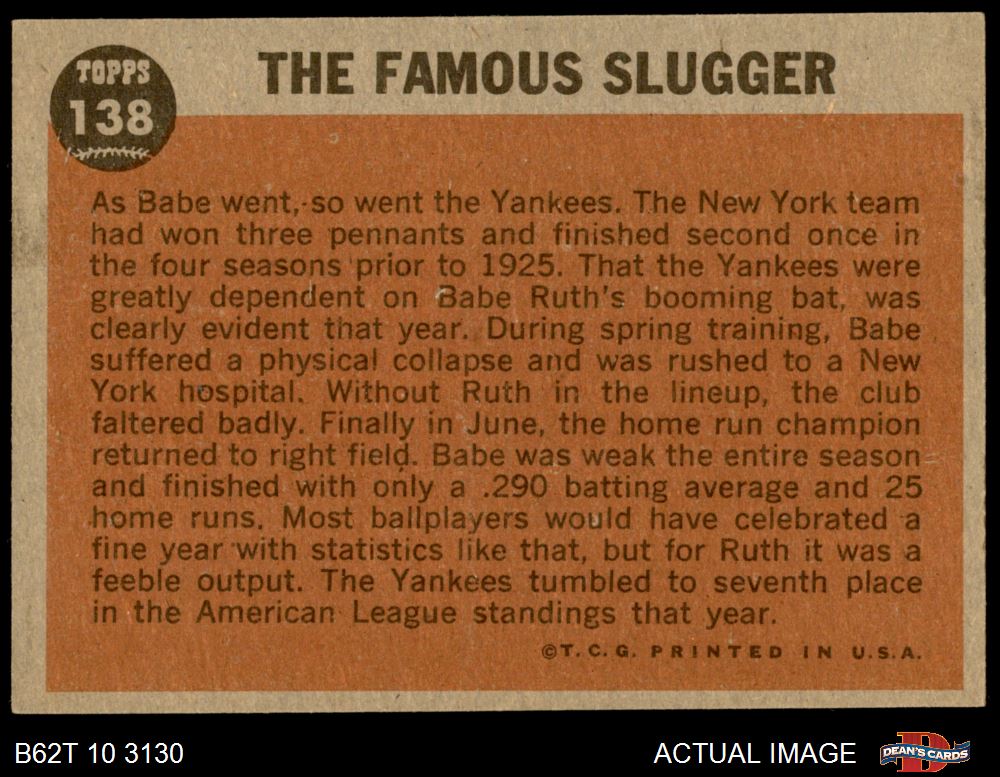 TOPPS
138
THE FAMOUS SLUGGER
As Babe went, so went the Yankees. The New York team
had won three pennants and finished second once in
the four seasons prior to 1925. That the Yankees were
greatly dependent on Babe Ruth's booming bat, was
clearly evident that year. During spring training, Babe
suffered a physical collapse and was rushed to a New
York hospital. Without Ruth in the lineup, the club
faltered badly. Finally in June, the home run champion
returned to right field. Babe was weak the entire season
and finished with only a .290 batting average and 25
home runs. Most ballplayers would have celebrated a
fine year with statistics like that, but for Ruth it was a
feeble output. The Yankees tumbled to seventh place
in the American League standings that year.
©T.C.G. PRINTED IN U.S.A.
B62T 10 3130
ACTUAL IMAGE
D
DEAN'S CARDS